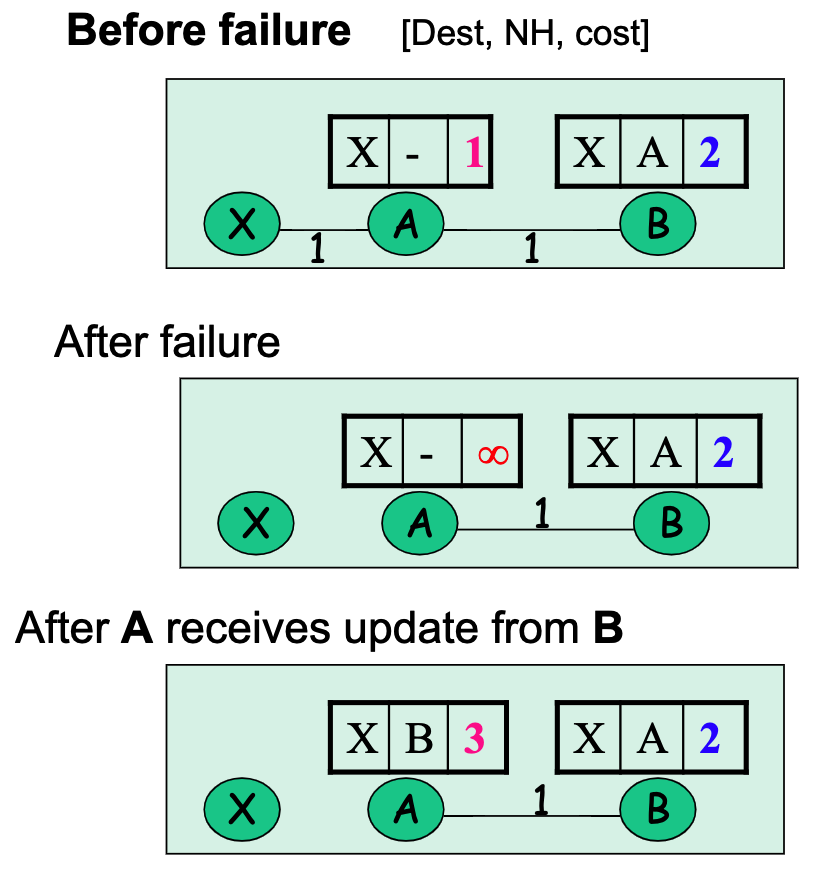 Before failure [Dest, NH, cost]
X - 1 X A 2
X A B
1 1
After failure
X - ∞ X A 2
1
X A B
After A receives update from B
X B 3 X A 2
1
X A B